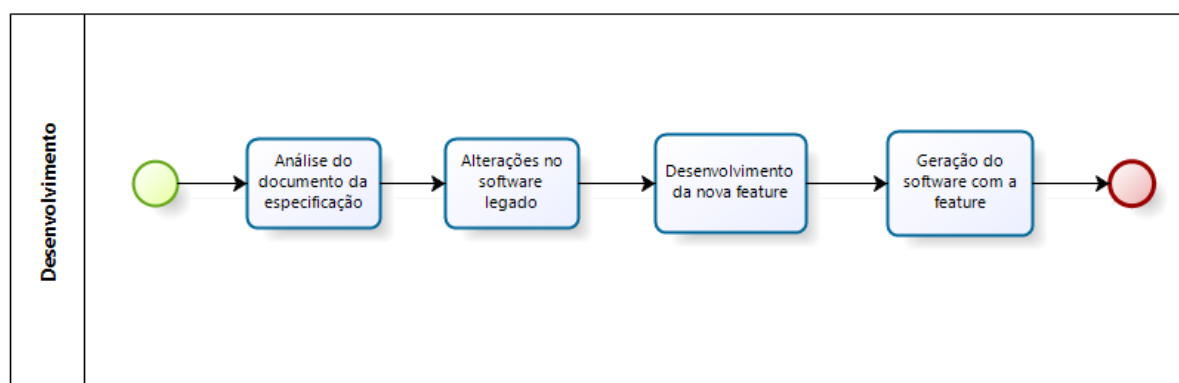 Desenvolvimento
Análise do
documento da
especificação
Alterações no
software
legado
Desenvolvimento
da nova feature
Geração do
software com a
feature